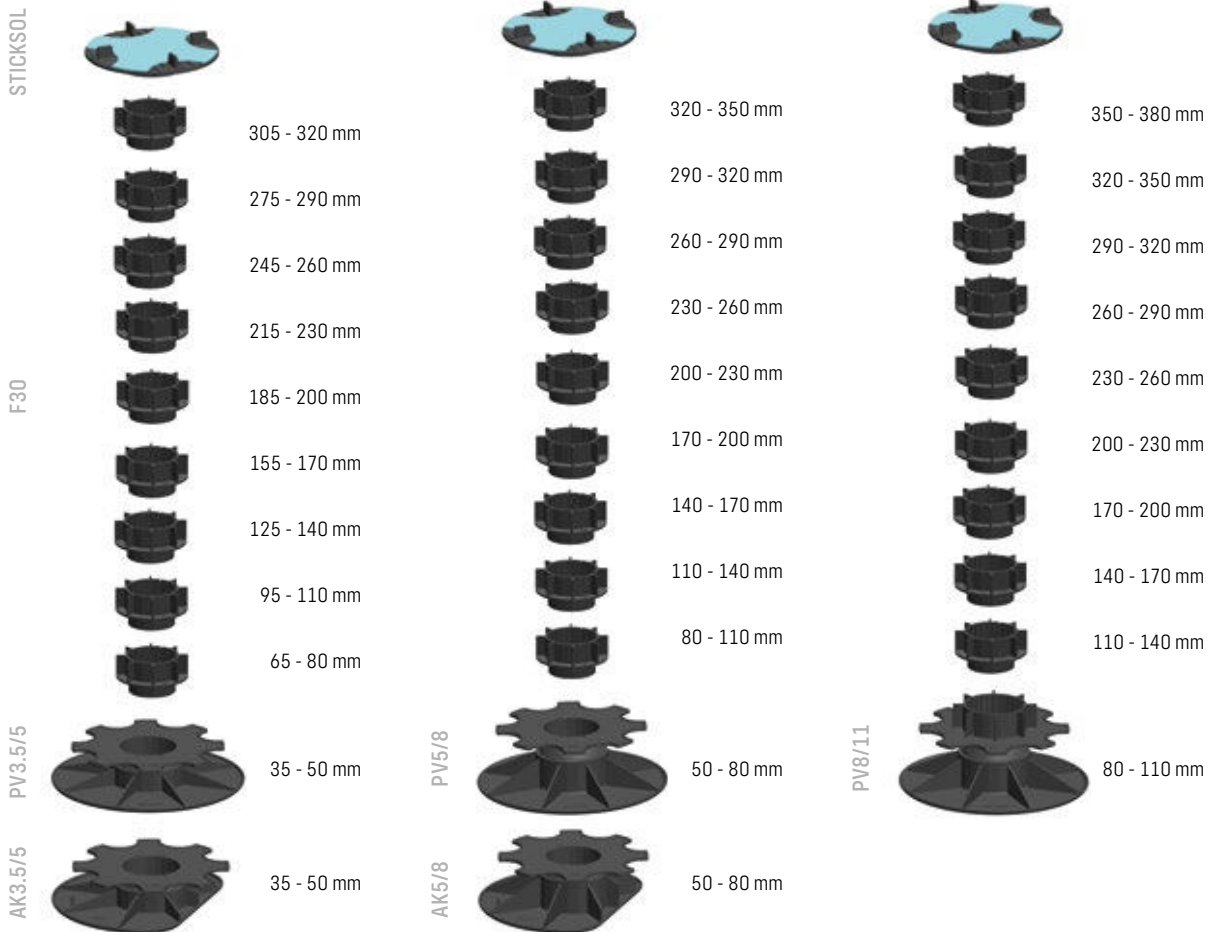 STICKSOL
305 - 320 mm
275 - 290 mm
245 - 260 mm
215 - 230 mm
F30
185 - 200 mm
155 - 170 mm
125 - 140 mm
95 - 110 mm
65 - 80 mm
PV3.5/5
35 - 50 mm
AK3.5/5
35 - 50 mm
320 - 350 mm
290 - 320 mm
260 - 290 mm
230 - 260 mm
200 - 230 mm
170 - 200 mm
140 - 170 mm
110 - 140 mm
80 - 110 mm
PV5/8
50 - 80 mm
AK5/8
50 - 80 mm
350 - 380 mm
320 - 350 mm
290 - 320 mm
260 - 290 mm
230 - 260 mm
200 - 230 mm
170 - 200 mm
140 - 170 mm
110 - 140 mm
PV8/11
80 - 110 mm